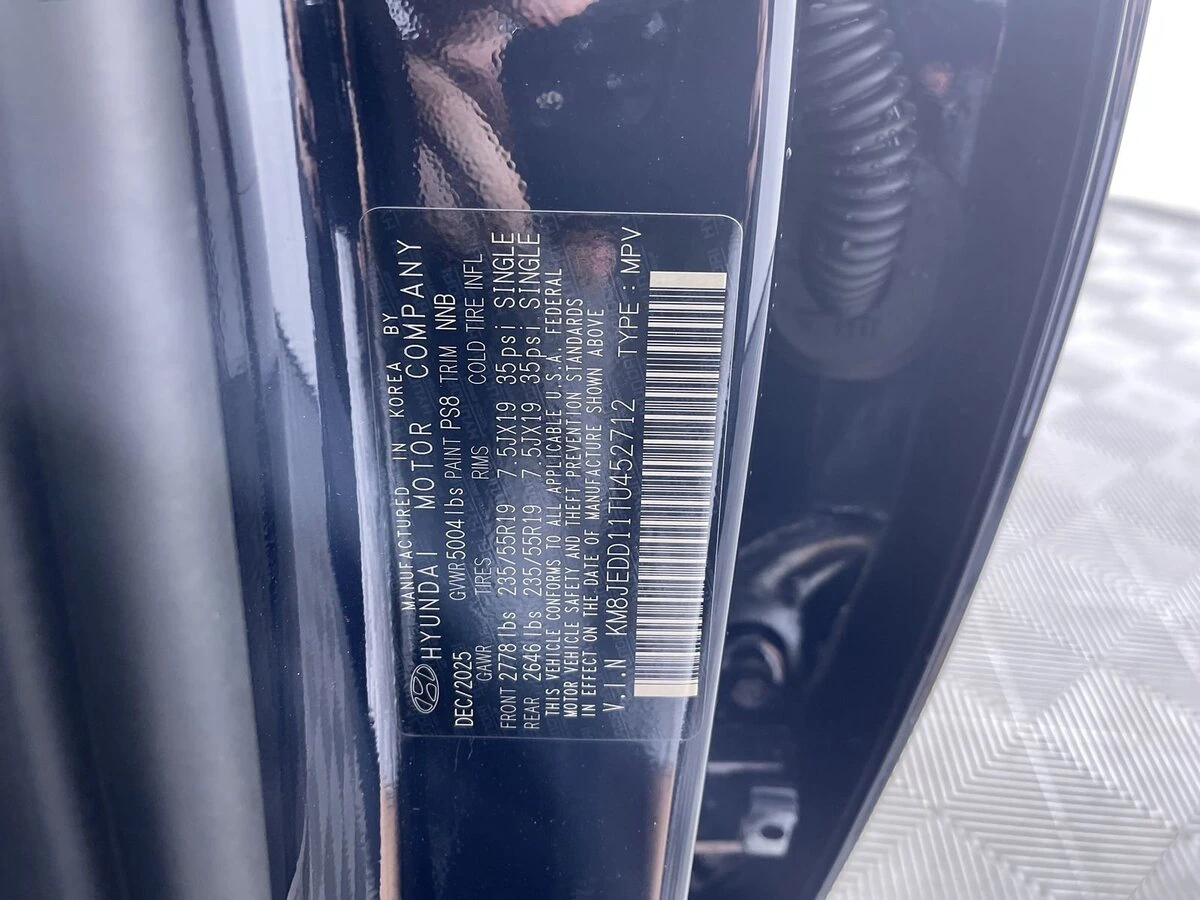 MANUFACTURED IN KOREA BY
HYUNDAI MOTOR COMPANY
DEC/2025 GVWR 5004lbs PAINT PS8 TRIM NNB
GAWR TIRES RIMS COLD TIRE INFL
FRONT 2778lbs 235/55R19 7.5JX19 35psi SINGLE
REAR 2646lbs 235/55R19 7.5JX19 35psi SINGLE
THIS VEHICLE CONFORMS TO ALL APPLICABLE U.S.A. FEDERAL
MOTOR VEHICLE SAFETY AND THEFT PREVENTION STANDARDS
IN EFFECT ON THE DATE OF MANUFACTURE SHOWN ABOVE
V.I.N KM8JEDD11TU452712 TYPE : MPV